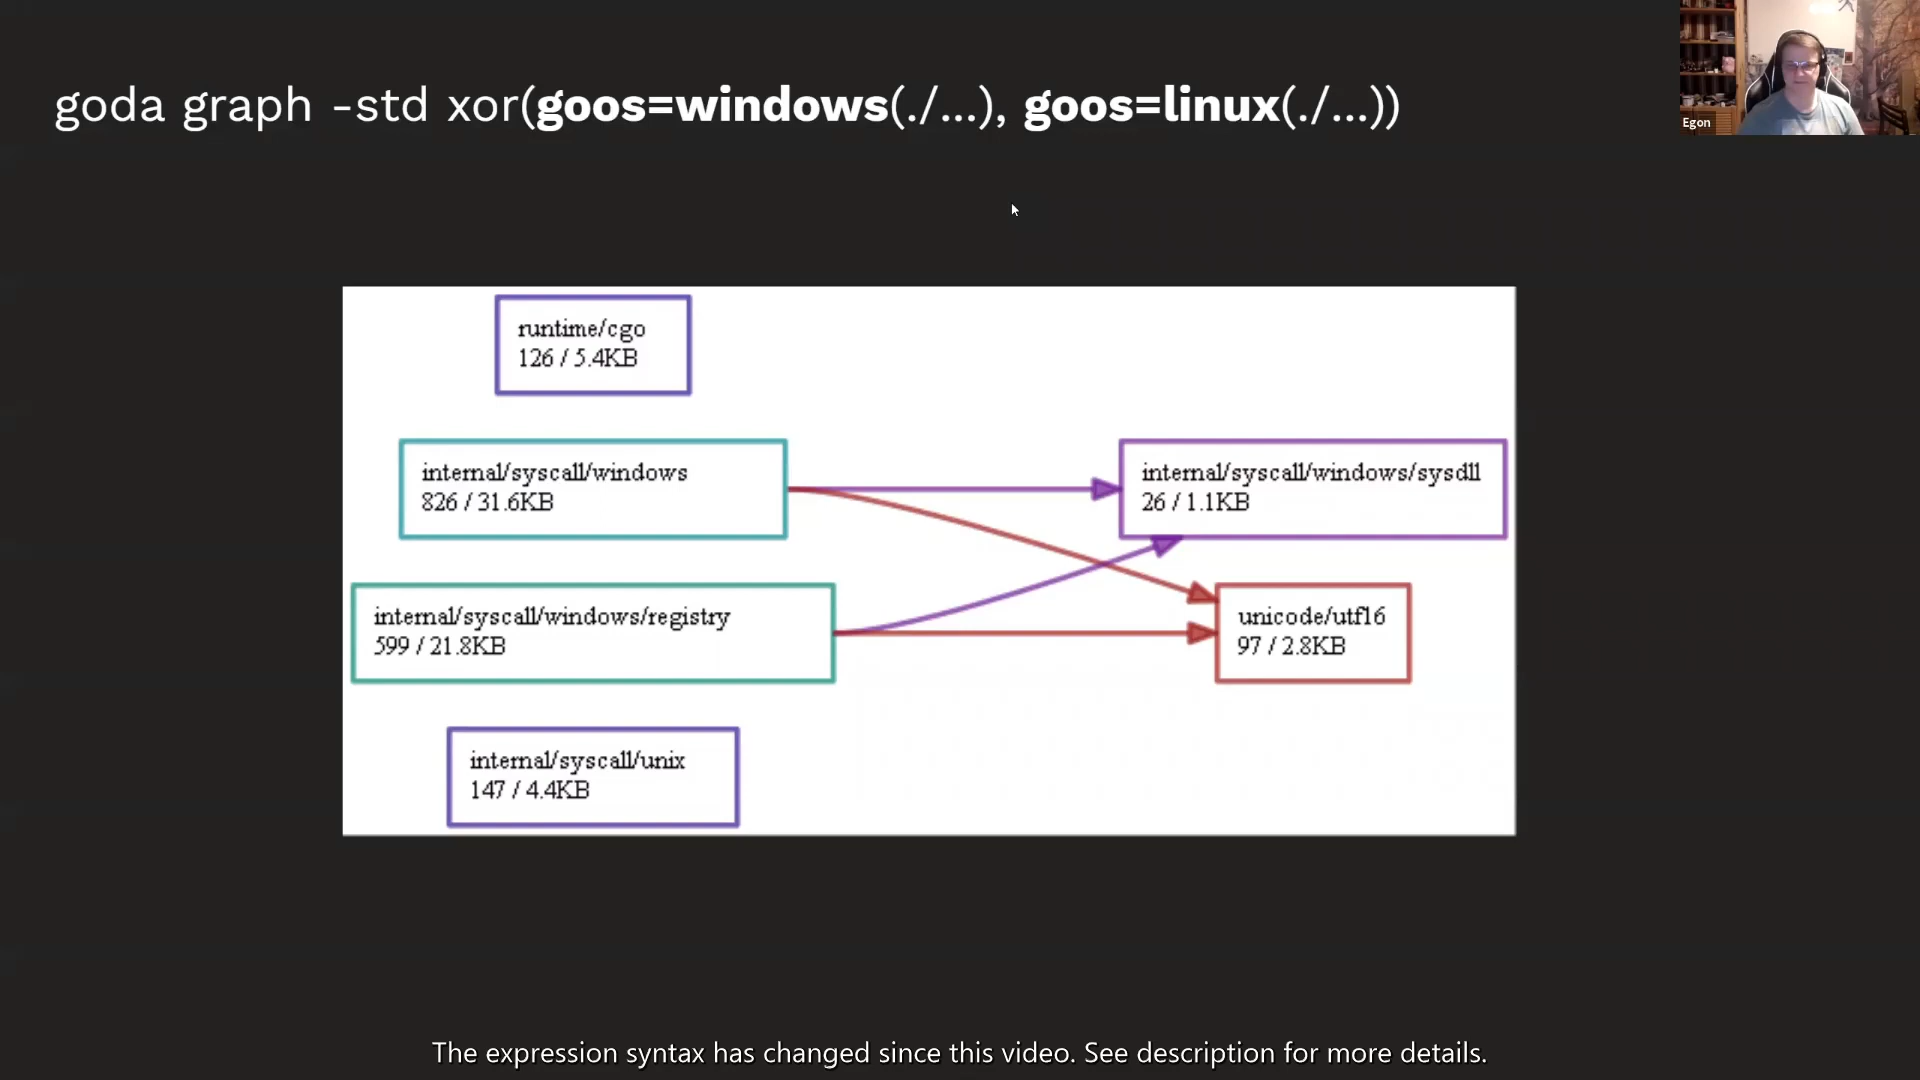 goda graph -std xor(goos=windows(./...), goos=linux(./...))
Egon
runtime/cgo
126 / 5.4KB
internal/syscall/windows
826 / 31.6KB
internal/syscall/windows/sysdll
26 / 1.1KB
internal/syscall/windows/registry
599 / 21.8KB
unicode/utf16
97 / 2.8KB
internal/syscall/unix
147 / 4.4KB
The expression syntax has changed since this video. See description for more details.